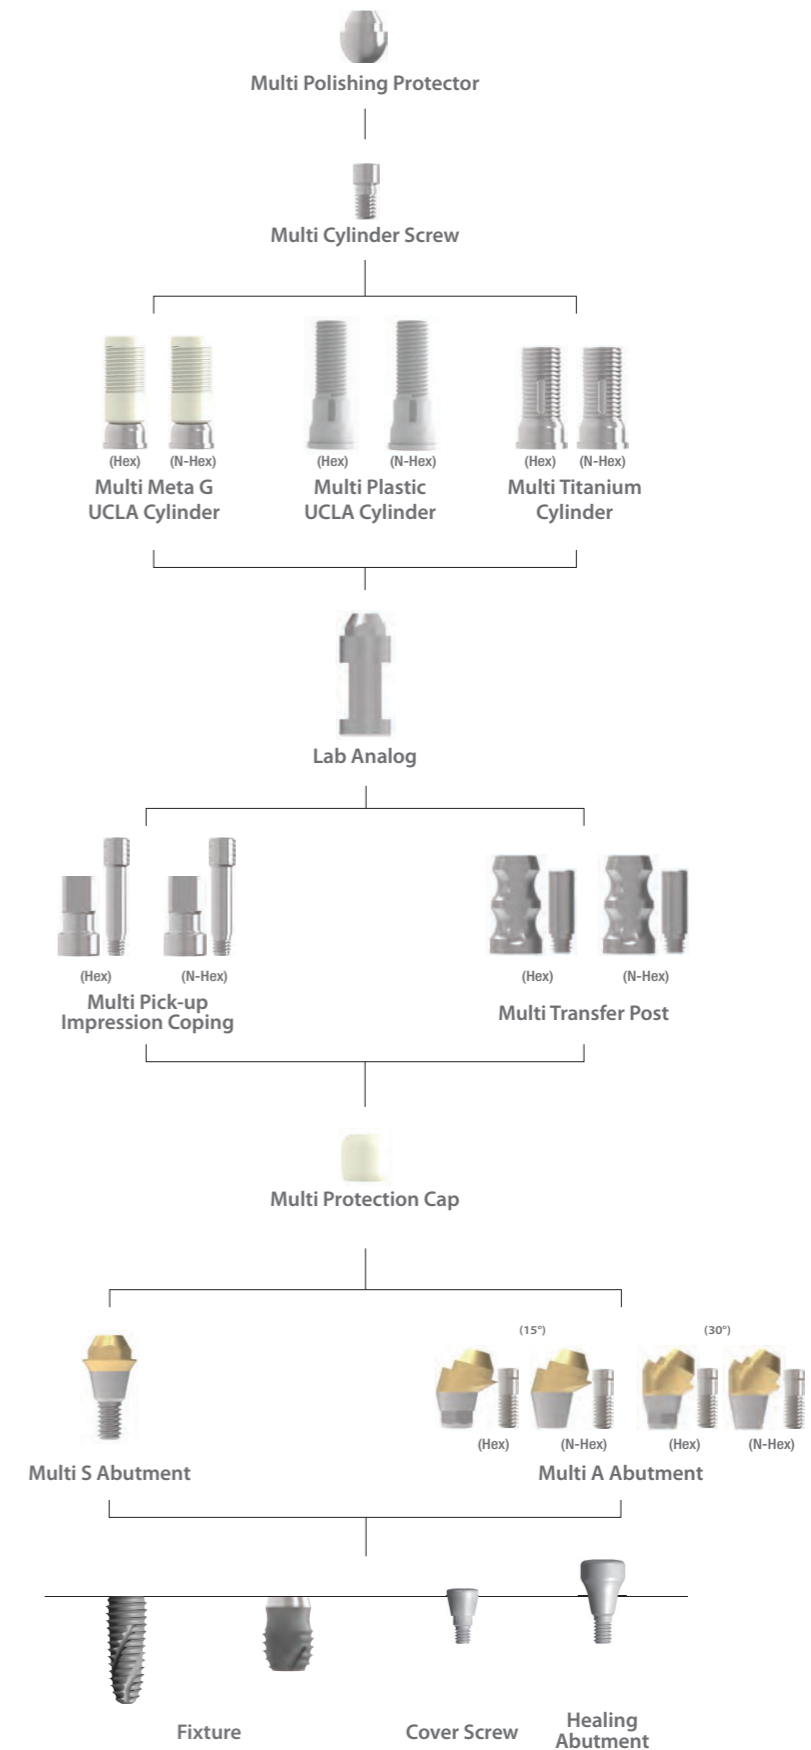 Multi Polishing Protector
Multi Cylinder Screw
(Hex) (N-Hex) (Hex) (N-Hex) (Hex) (N-Hex)
Multi Meta G
UCLA Cylinder
Multi Plastic
UCLA Cylinder
Multi Titanium
Cylinder
Lab Analog
(Hex) (N-Hex)
Multi Pick-up
Impression Coping
(Hex) (N-Hex)
Multi Transfer Post
Multi Protection Cap
(15°) (30°)
(Hex) (N-Hex) (Hex) (N-Hex)
Multi S Abutment
Multi A Abutment
Fixture
Cover Screw
Healing
Abutment